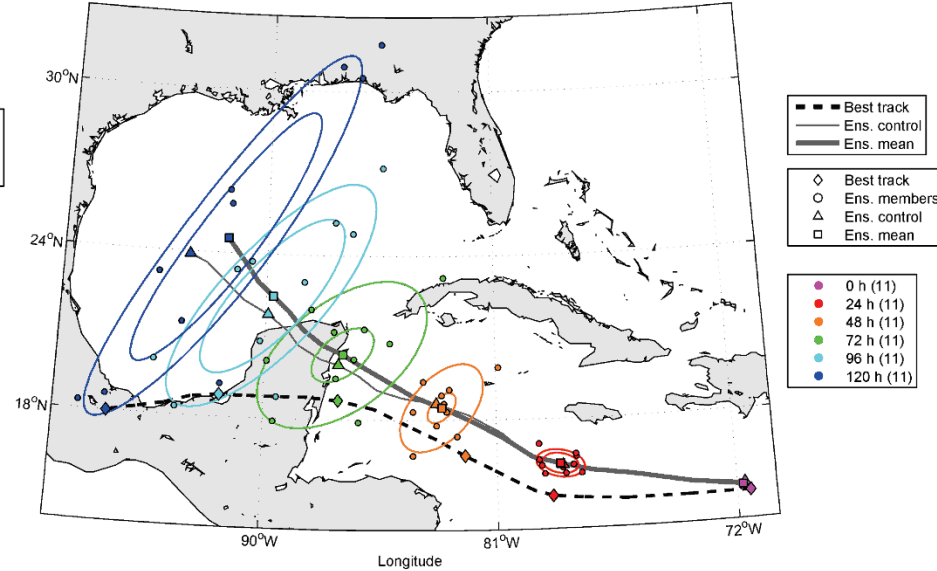 30°N
24°N
18°N
90°W
81°W
72°W
Longitude
Best track
Ens. control
Ens. mean
Best track
Ens. members
Ens. control
Ens. mean
0 h (11)
24 h (11)
48 h (11)
72 h (11)
96 h (11)
120 h (11)